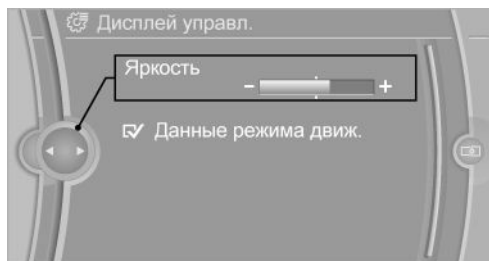 Дисплей управл.
Яркость
- +
Данные режима движ.